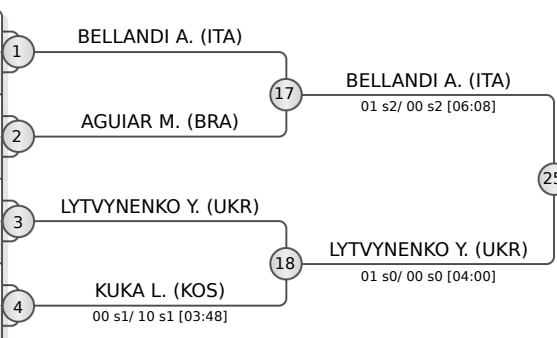 1
BELLANDI A. (ITA)
17
BELLANDI A. (ITA)
01 s2/ 00 s2 [06:08]
2
AGUIAR M. (BRA)
25
3
LYTVYNENKO Y. (UKR)
18
LYTVYNENKO Y. (UKR)
01 s0/ 00 s0 [04:00]
4
KUKA L. (KOS)
00 s1/ 10 s1 [03:48]